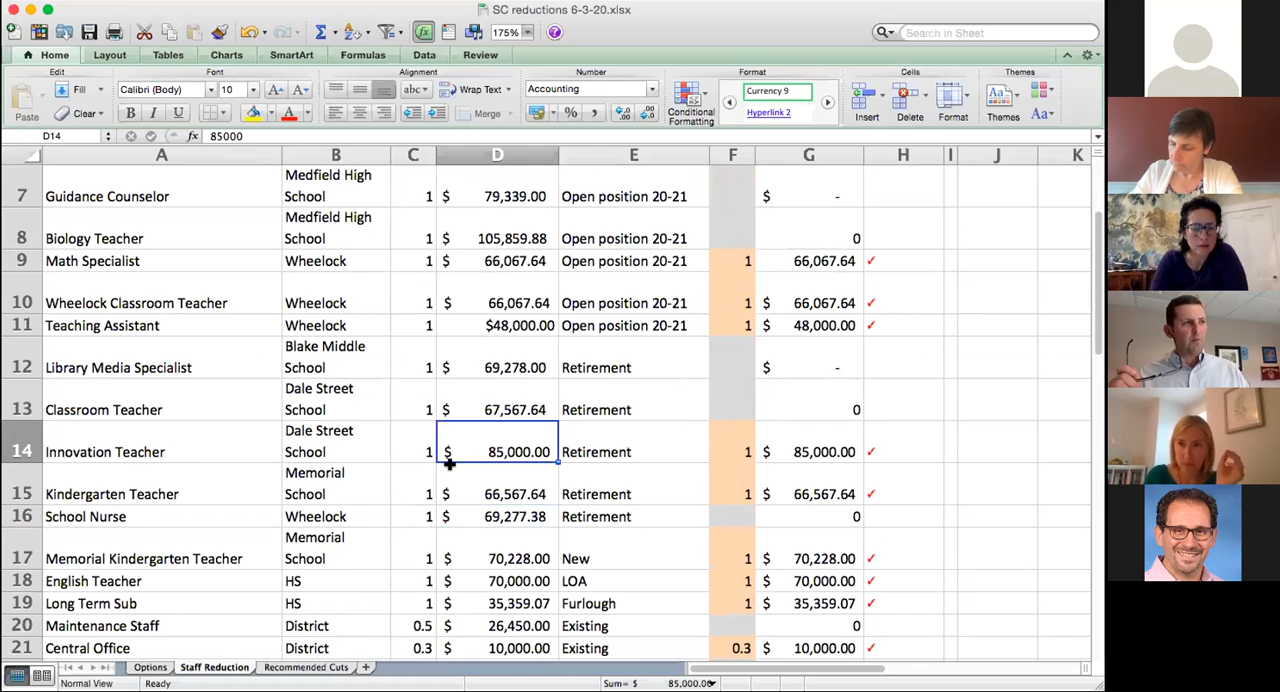 SC reductions 6-3-20.xlsx
175%
Search in Sheet
Home Layout Tables Charts SmartArt Formulas Data Review
Edit Font Alignment Number Format Cells Themes
Fill Calibri (Body) 10 A A abc Wrap Text Accounting Currency 9
Paste Clear B I U A Merge % , Conditional Formatting Hyperlink 2 Insert Delete Format Themes Aa
D14 fx 85000
A B C D E F G H I J K
7 Guidance Counselor Medfield High School 1 $ 79,339.00 Open position 20-21 $ -
8 Biology Teacher Medfield High School 1 $ 105,859.88 Open position 20-21 0
9 Math Specialist Wheelock 1 $ 66,067.64 Open position 20-21 1 66,067.64 ✓
10 Wheelock Classroom Teacher Wheelock 1 $ 66,067.64 Open position 20-21 1 $ 66,067.64 ✓
11 Teaching Assistant Wheelock 1 $48,000.00 Open position 20-21 1 $ 48,000.00 ✓
12 Library Media Specialist Blake Middle School 1 $ 69,278.00 Retirement $ -
13 Classroom Teacher Dale Street School 1 $ 67,567.64 Retirement 0
14 Innovation Teacher Dale Street School 1 $ 85,000.00 Retirement 1 $ 85,000.00 ✓
15 Kindergarten Teacher Memorial School 1 $ 66,567.64 Retirement 1 $ 66,567.64 ✓
16 School Nurse Wheelock 1 $ 69,277.38 Retirement 0
17 Memorial Kindergarten Teacher Memorial School 1 $ 70,228.00 New 1 $ 70,228.00 ✓
18 English Teacher HS 1 $ 70,000.00 LOA 1 $ 70,000.00 ✓
19 Long Term Sub HS 1 $ 35,359.07 Furlough 1 $ 35,359.07 ✓
20 Maintenance Staff District 0.5 $ 26,450.00 Existing 0
21 Central Office District 0.3 $ 10,000.00 Existing 0.3 $ 10,000.00 ✓
Options Staff Reduction Recommended Cuts +
Normal View Ready Sum= $ 85,000.00